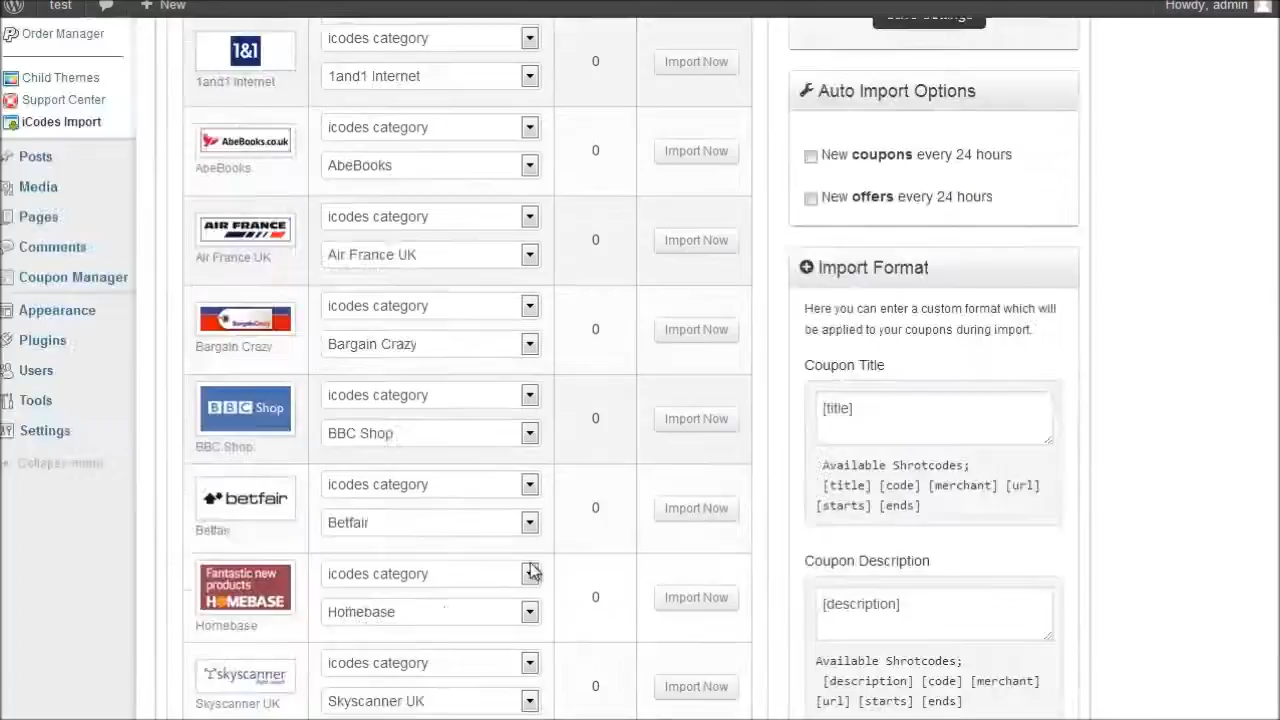 test
New
Howdy, admin
Order Manager
Child Themes
Support Center
iCodes Import
Posts
Media
Pages
Comments
Coupon Manager
Appearance
Plugins
Users
Tools
Settings
Collapse menu
1&1
1and1 Internet
icodes category
1and1 Internet
0
Import Now
AbeBooks.co.uk
AbeBooks
icodes category
AbeBooks
0
Import Now
AIR FRANCE
Air France UK
icodes category
Air France UK
0
Import Now
BargainCrazy
Bargain Crazy
icodes category
Bargain Crazy
0
Import Now
BBC Shop
BBC Shop
icodes category
BBC Shop
0
Import Now
betfair
Betfair
icodes category
Betfair
0
Import Now
Fantastic new
products
HOMEBASE
Homebase
icodes category
Homebase
0
Import Now
skyscanner
Skyscanner UK
icodes category
Skyscanner UK
0
Import Now
Auto Import Options
New coupons every 24 hours
New offers every 24 hours
Import Format
Here you can enter a custom format which will
be applied to your coupons during import.
Coupon Title
[title]
Available Shrotcodes;
[title] [code] [merchant] [url]
[starts] [ends]
Coupon Description
[description]
Available Shrotcodes;
[description] [code] [merchant]
[url] [starts] [ends]